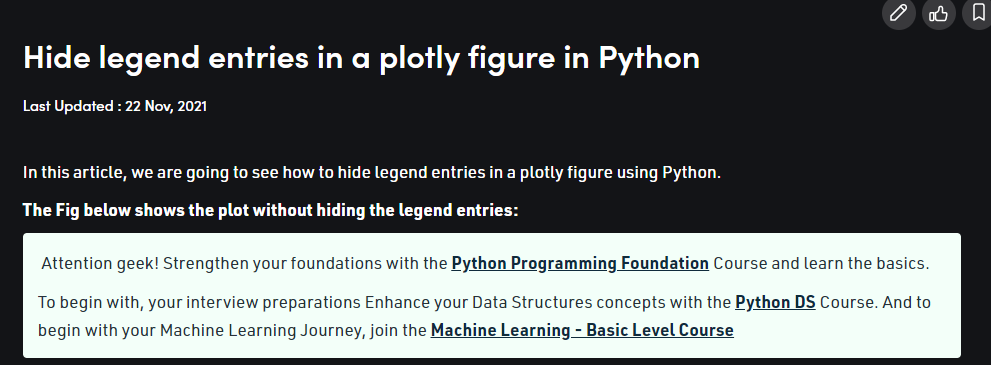 Hide legend entries in a plotly figure in Python
Last Updated : 22 Nov, 2021
In this article, we are going to see how to hide legend entries in a plotly figure using Python.
The Fig below shows the plot without hiding the legend entries:
Attention geek! Strengthen your foundations with the Python Programming Foundation Course and learn the basics.
To begin with, your interview preparations Enhance your Data Structures concepts with the Python DS Course. And to
begin with your Machine Learning Journey, join the Machine Learning - Basic Level Course